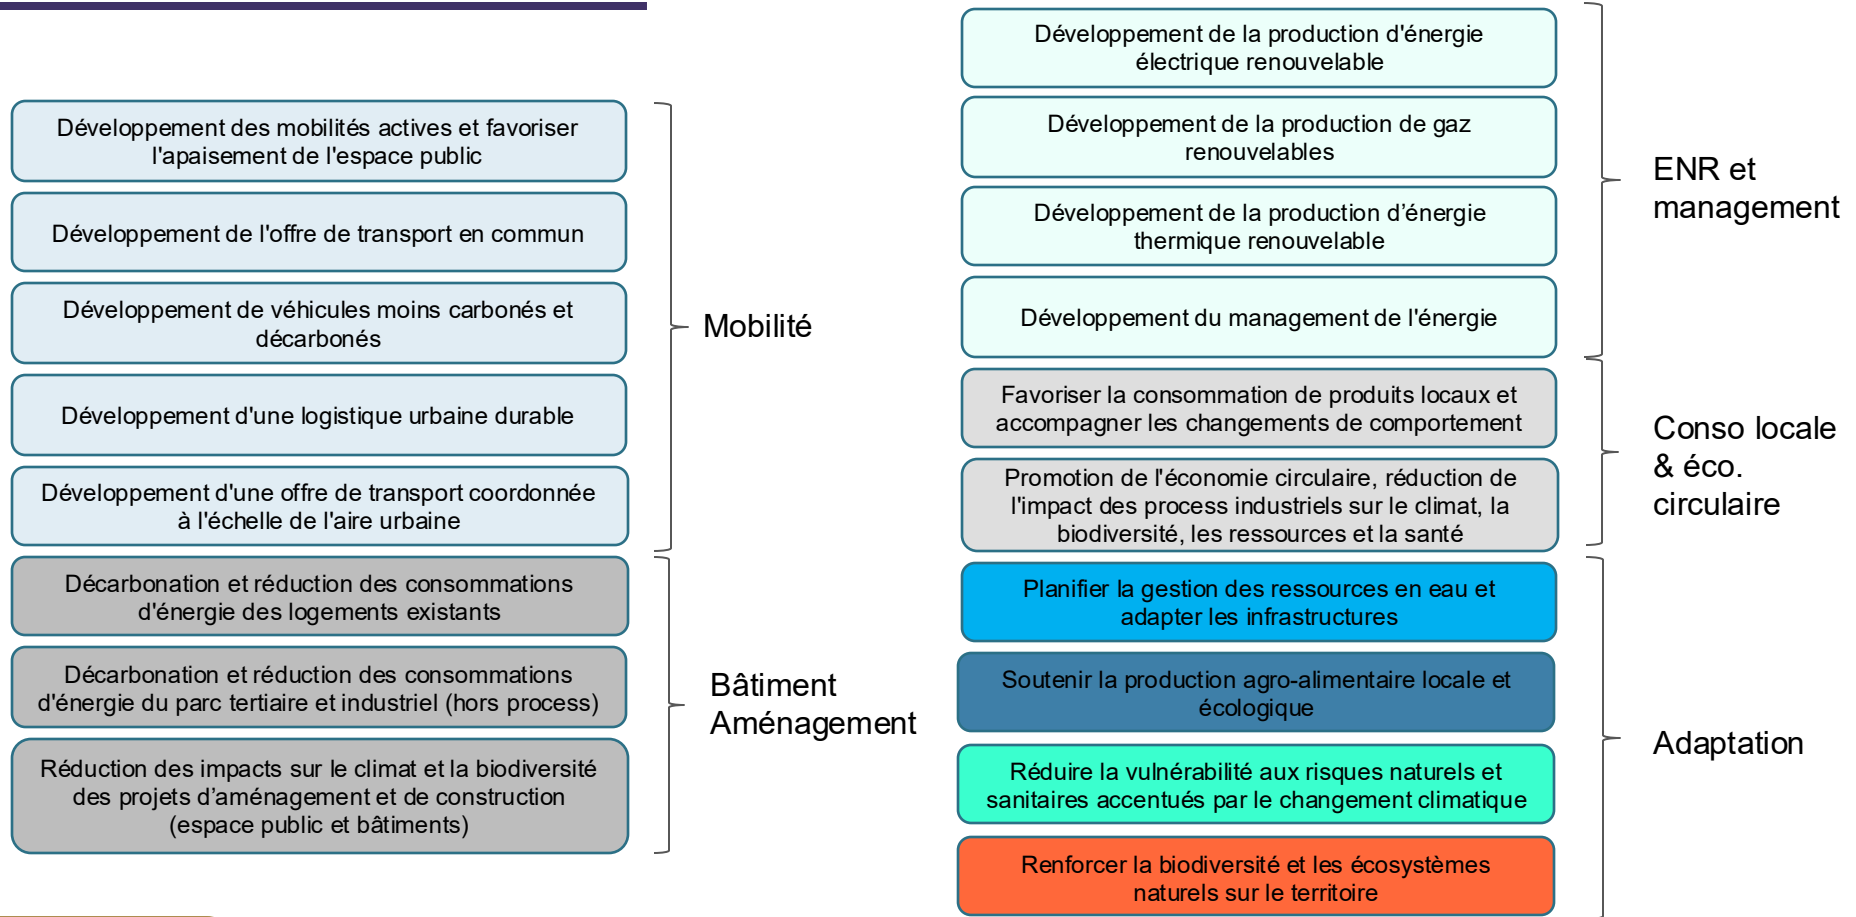 Développement des mobilités actives et favoriser
l'apaisement de l'espace public
Développement de l'offre de transport en commun
Développement de véhicules moins carbonés et
décarbonés
Développement d'une logistique urbaine durable
Développement d'une offre de transport coordonnée
à l'échelle de l'aire urbaine
Mobilité
Décarbonation et réduction des consommations
d'énergie des logements existants
Décarbonation et réduction des consommations
d'énergie du parc tertiaire et industriel (hors process)
Réduction des impacts sur le climat et la biodiversité
des projets d’aménagement et de construction
(espace public et bâtiments)
Bâtiment
Aménagement
Développement de la production d'énergie
électrique renouvelable
Développement de la production de gaz
renouvelables
Développement de la production d’énergie
thermique renouvelable
Développement du management de l'énergie
ENR et
management
Favoriser la consommation de produits locaux et
accompagner les changements de comportement
Promotion de l'économie circulaire, réduction de
l'impact des process industriels sur le climat, la
biodiversité, les ressources et la santé
Conso locale
& éco.
circulaire
Planifier la gestion des ressources en eau et
adapter les infrastructures
Soutenir la production agro-alimentaire locale et
écologique
Réduire la vulnérabilité aux risques naturels et
sanitaires accentués par le changement climatique
Renforcer la biodiversité et les écosystèmes
naturels sur le territoire
Adaptation